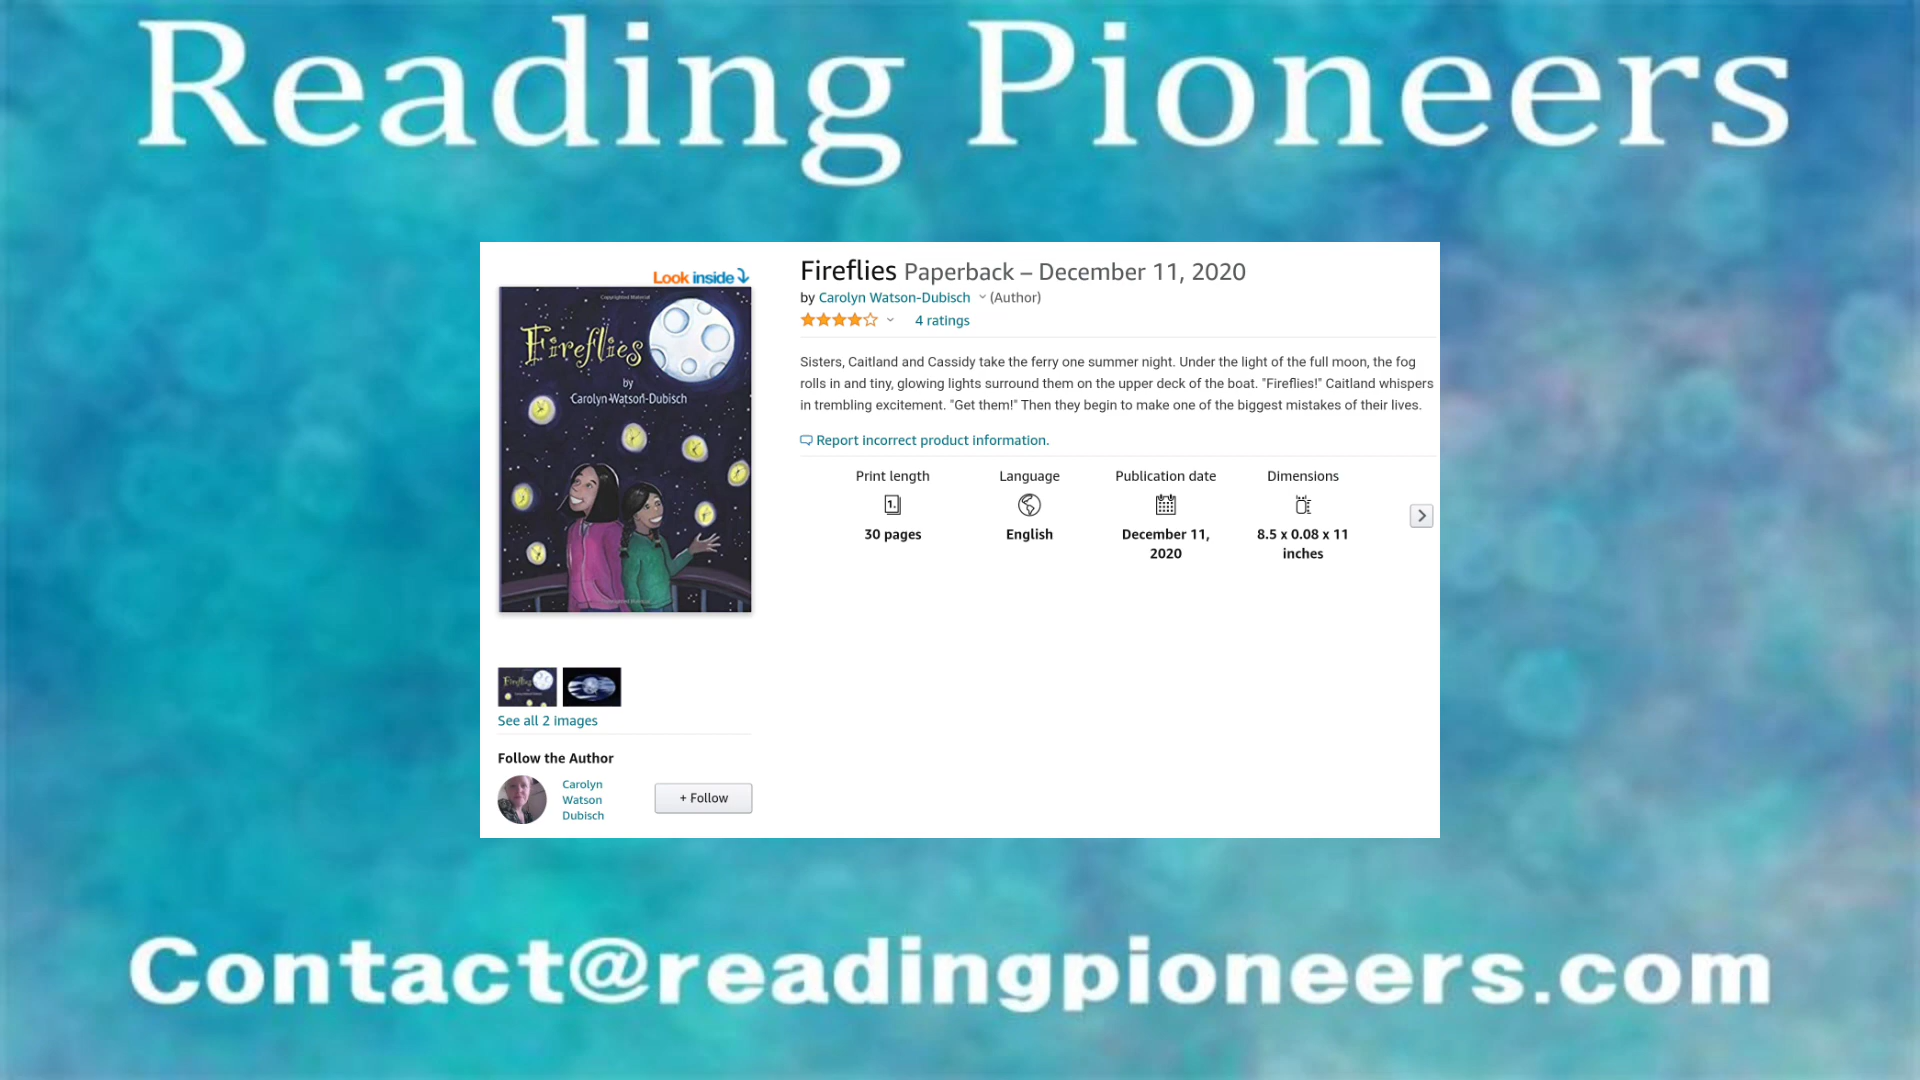 Reading Pioneers
Look inside
Copyrighted Material
Fireflies
by
Carolyn Watson-Dubisch
Copyrighted Material
See all 2 images
Follow the Author
Carolyn
Watson
Dubisch
+ Follow
Fireflies Paperback – December 11, 2020
by Carolyn Watson-Dubisch (Author)
4 ratings
Sisters, Caitland and Cassidy take the ferry one summer night. Under the light of the full moon, the fog
rolls in and tiny, glowing lights surround them on the upper deck of the boat. "Fireflies!" Caitland whispers
in trembling excitement. "Get them!" Then they begin to make one of the biggest mistakes of their lives.
Report incorrect product information.
Print length
1.
30 pages
Language
English
Publication date
December 11,
2020
Dimensions
8.5 x 0.08 x 11
inches
Contact@readingpioneers.com